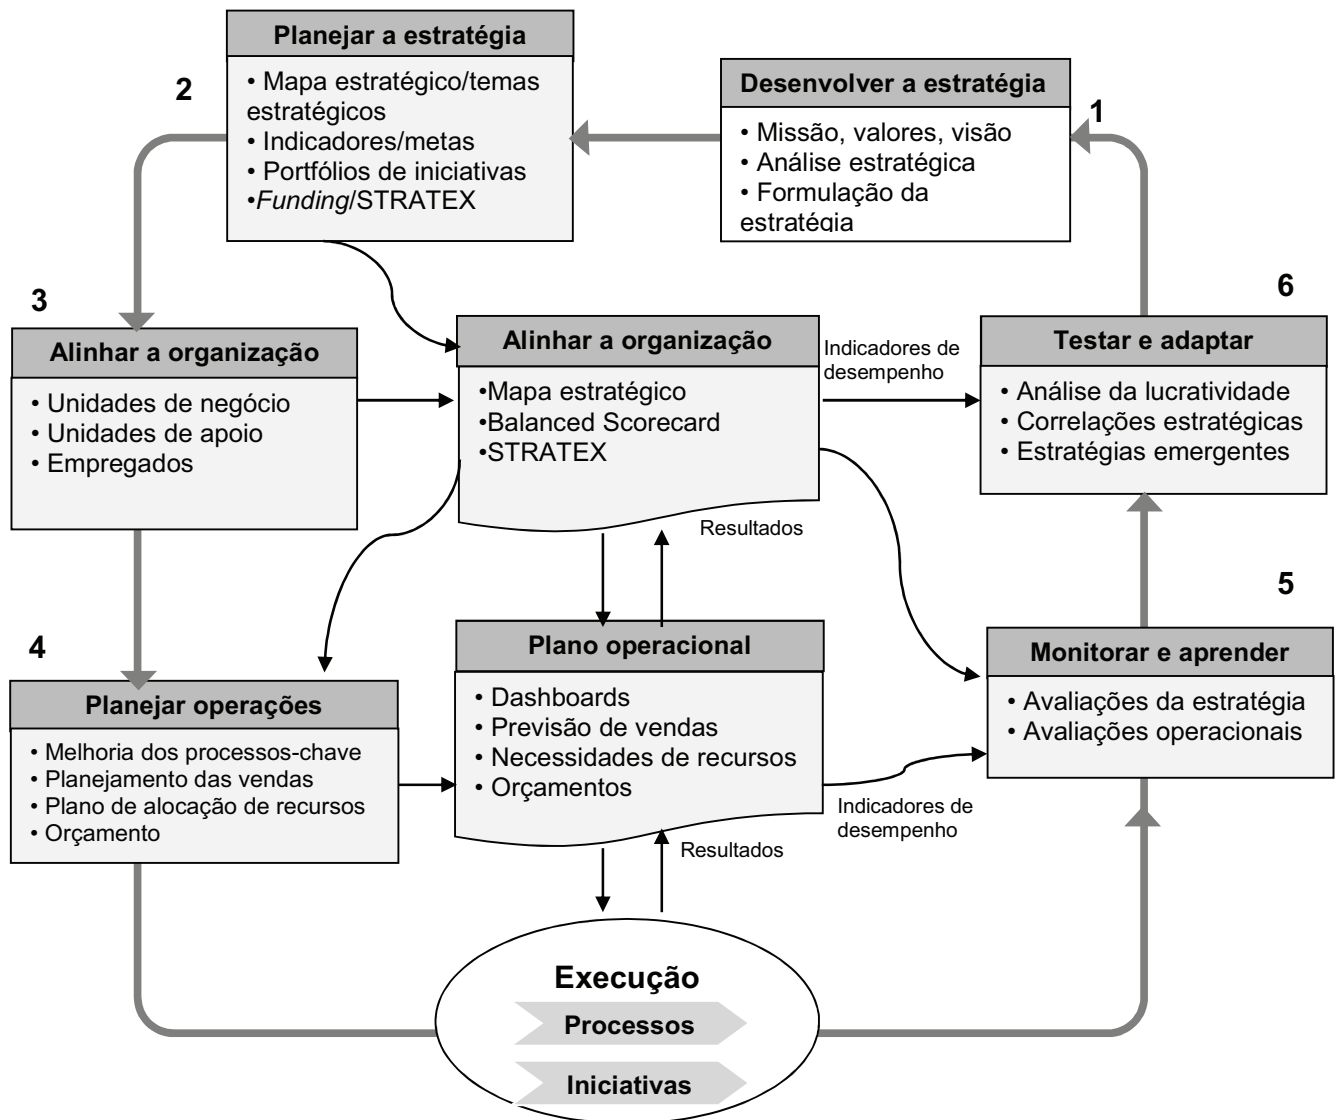 Planejar a estratégia
• Mapa estratégico/temas
estratégicos
• Indicadores/metas
• Portfólios de iniciativas
•Funding/STRATEX
2
Desenvolver a estratégia
• Missão, valores, visão
• Análise estratégica
• Formulação da
estratégia
1
3
Alinhar a organização
• Unidades de negócio
• Unidades de apoio
• Empregados
Alinhar a organização
•Mapa estratégico
•Balanced Scorecard
•STRATEX
Indicadores de
desempenho
6
Testar e adaptar
• Análise da lucratividade
• Correlações estratégicas
• Estratégias emergentes
Resultados
4
Planejar operações
• Melhoria dos processos-chave
• Planejamento das vendas
• Plano de alocação de recursos
• Orçamento
Plano operacional
• Dashboards
• Previsão de vendas
• Necessidades de recursos
• Orçamentos
5
Monitorar e aprender
• Avaliações da estratégia
• Avaliações operacionais
Indicadores de
desempenho
Resultados
Execução
Processos
Iniciativas